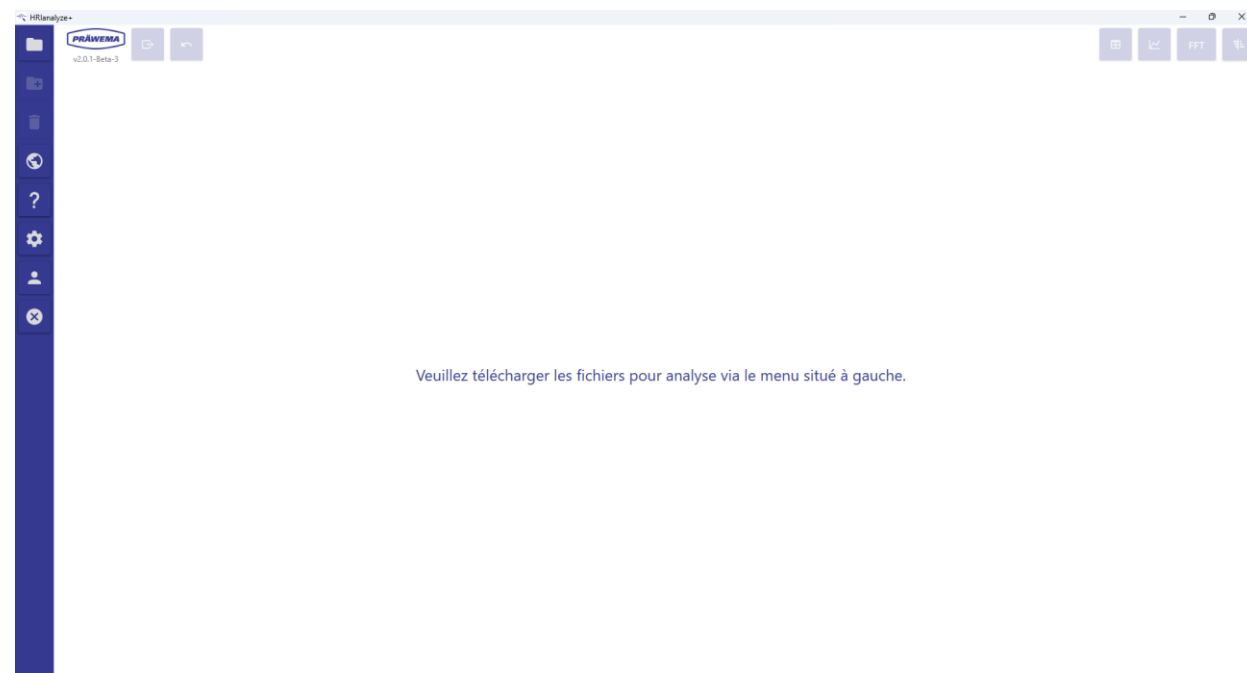 HRIanalyze+
PRÄWEMA
v2.0.1-Beta-3
FFT
?
Veuillez télécharger les fichiers pour analyse via le menu situé à gauche.